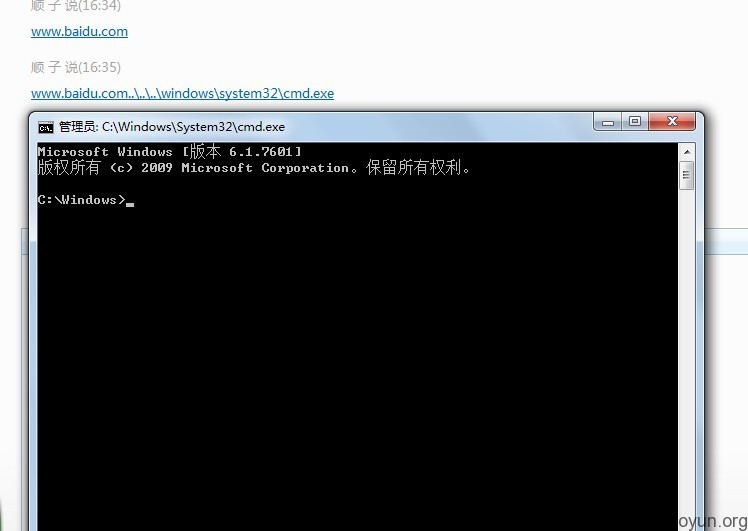 顺 子 说(16:34)
www.baidu.com
顺 子 说(16:35)
www.baidu.com..\..\..\windows\system32\cmd.exe
管理员: C:\Windows\System32\cmd.exe
Microsoft Windows [版本 6.1.7601]
版权所有 (c) 2009 Microsoft Corporation。保留所有权利。
C:\Windows>
oyun.org